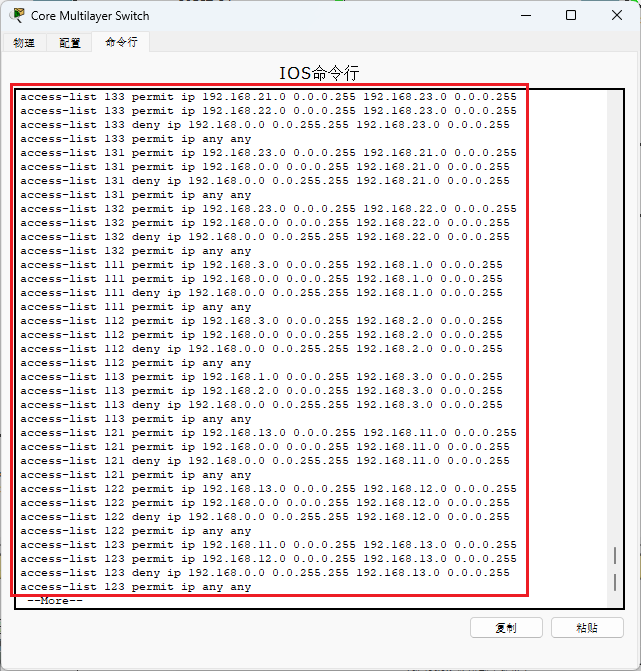 Core Multilayer Switch
物理
配置
命令行
IOS命令行
access-list 133 permit ip 192.168.21.0 0.0.0.255 192.168.23.0 0.0.0.255
access-list 133 permit ip 192.168.22.0 0.0.0.255 192.168.23.0 0.0.0.255
access-list 133 deny ip 192.168.0.0 0.0.255.255 192.168.23.0 0.0.0.255
access-list 133 permit ip any any
access-list 131 permit ip 192.168.23.0 0.0.0.255 192.168.21.0 0.0.0.255
access-list 131 permit ip 192.168.0.0 0.0.0.255 192.168.21.0 0.0.0.255
access-list 131 deny ip 192.168.0.0 0.0.255.255 192.168.21.0 0.0.0.255
access-list 131 permit ip any any
access-list 132 permit ip 192.168.23.0 0.0.0.255 192.168.22.0 0.0.0.255
access-list 132 permit ip 192.168.0.0 0.0.0.255 192.168.22.0 0.0.0.255
access-list 132 deny ip 192.168.0.0 0.0.255.255 192.168.22.0 0.0.0.255
access-list 132 permit ip any any
access-list 111 permit ip 192.168.3.0 0.0.0.255 192.168.1.0 0.0.0.255
access-list 111 permit ip 192.168.0.0 0.0.0.255 192.168.1.0 0.0.0.255
access-list 111 deny ip 192.168.0.0 0.0.255.255 192.168.1.0 0.0.0.255
access-list 111 permit ip any any
access-list 112 permit ip 192.168.3.0 0.0.0.255 192.168.2.0 0.0.0.255
access-list 112 permit ip 192.168.0.0 0.0.0.255 192.168.2.0 0.0.0.255
access-list 112 deny ip 192.168.0.0 0.0.255.255 192.168.2.0 0.0.0.255
access-list 112 permit ip any any
access-list 113 permit ip 192.168.1.0 0.0.0.255 192.168.3.0 0.0.0.255
access-list 113 permit ip 192.168.2.0 0.0.0.255 192.168.3.0 0.0.0.255
access-list 113 deny ip 192.168.0.0 0.0.255.255 192.168.3.0 0.0.0.255
access-list 113 permit ip any any
access-list 121 permit ip 192.168.13.0 0.0.0.255 192.168.11.0 0.0.0.255
access-list 121 permit ip 192.168.0.0 0.0.0.255 192.168.11.0 0.0.0.255
access-list 121 deny ip 192.168.0.0 0.0.255.255 192.168.11.0 0.0.0.255
access-list 121 permit ip any any
access-list 122 permit ip 192.168.13.0 0.0.0.255 192.168.12.0 0.0.0.255
access-list 122 permit ip 192.168.0.0 0.0.0.255 192.168.12.0 0.0.0.255
access-list 122 deny ip 192.168.0.0 0.0.255.255 192.168.12.0 0.0.0.255
access-list 122 permit ip any any
access-list 123 permit ip 192.168.11.0 0.0.0.255 192.168.13.0 0.0.0.255
access-list 123 permit ip 192.168.12.0 0.0.0.255 192.168.13.0 0.0.0.255
access-list 123 deny ip 192.168.0.0 0.0.255.255 192.168.13.0 0.0.0.255
access-list 123 permit ip any any
--More--
复制
粘贴